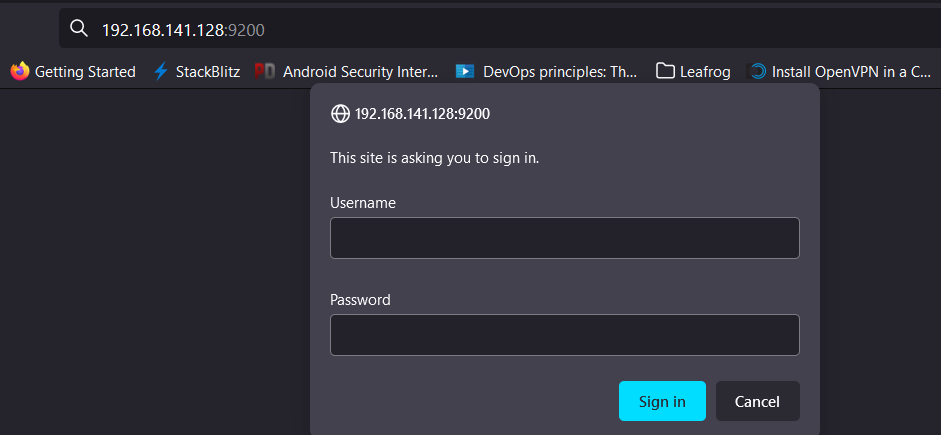 192.168.141.128:9200
Getting Started StackBlitz Android Security Inter... DevOps principles: Th... Leafrog Install OpenVPN in a C...
192.168.141.128:9200
This site is asking you to sign in.
Username
Password
Sign in Cancel